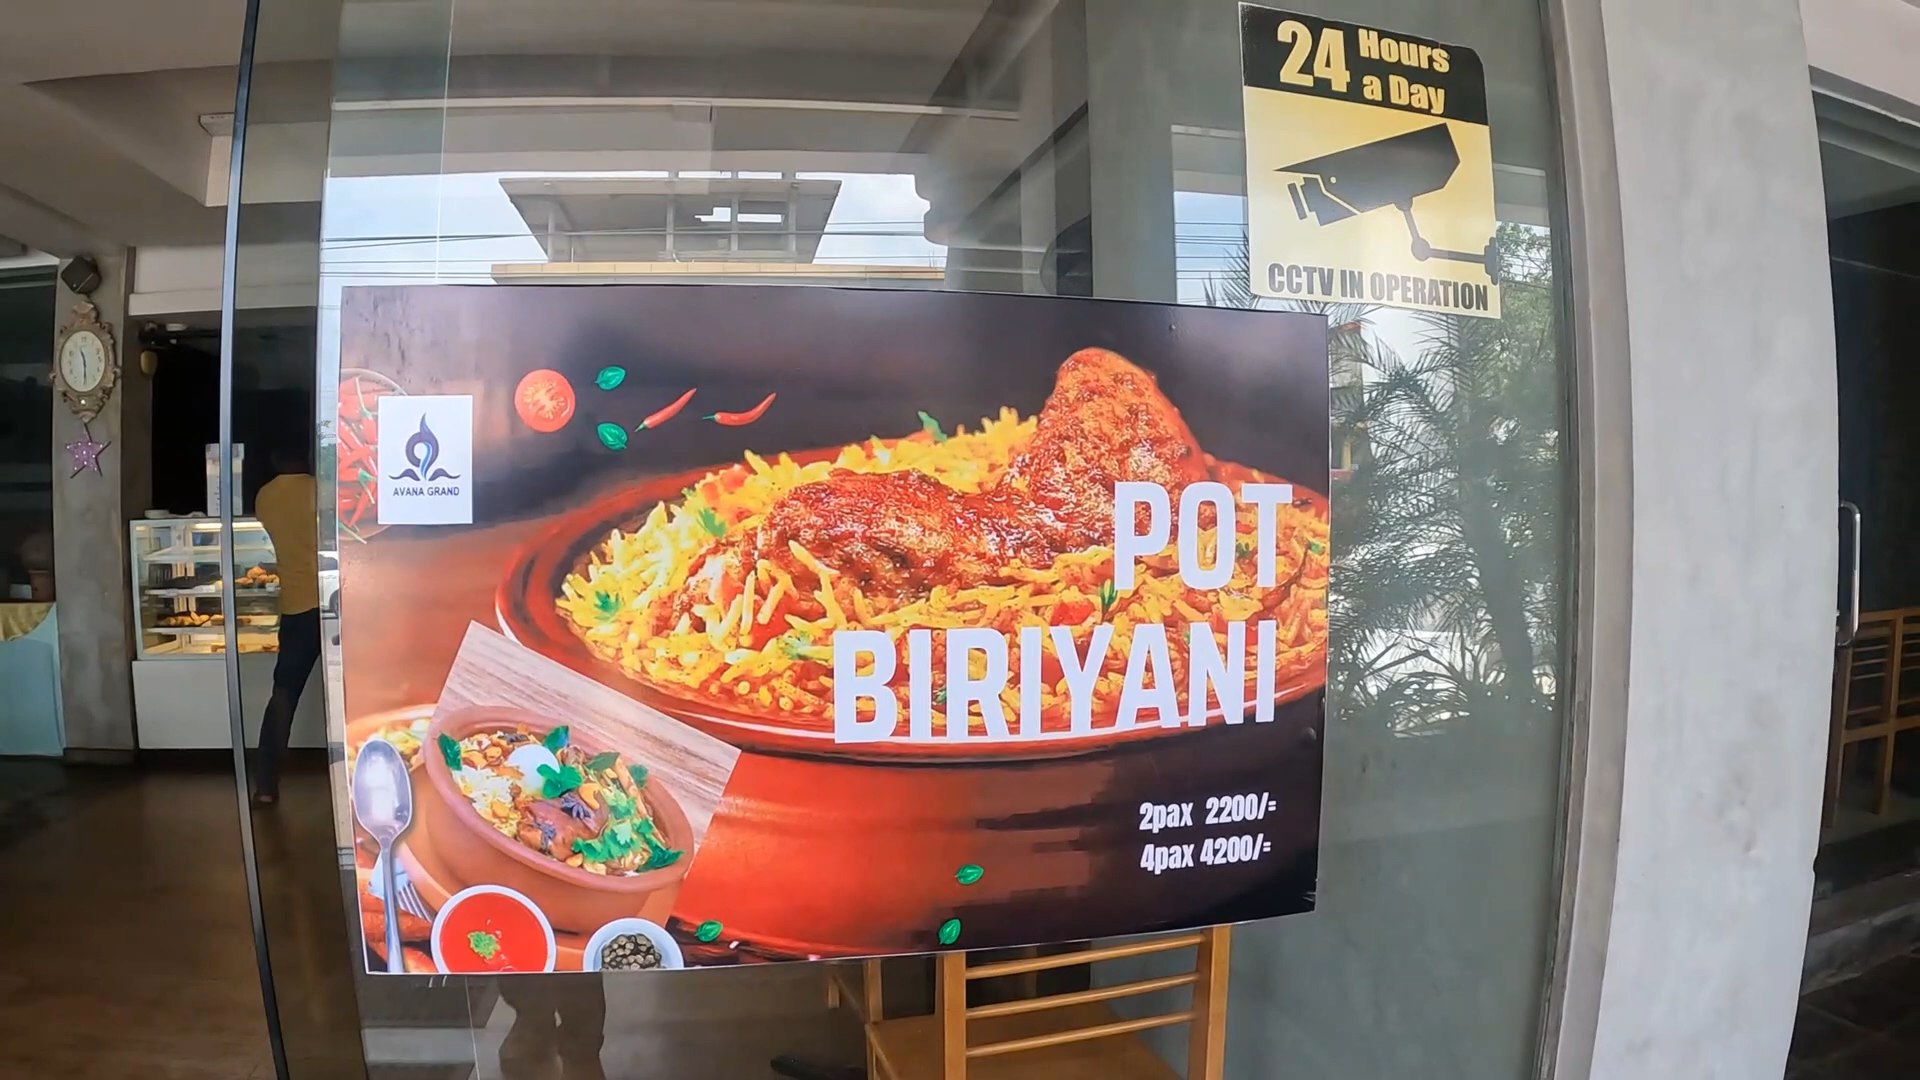 24 Hours
a Day
CCTV IN OPERATION
AVANA GRAND
POT
BIRIYANI
2pax 2200/=
4pax 4200/=